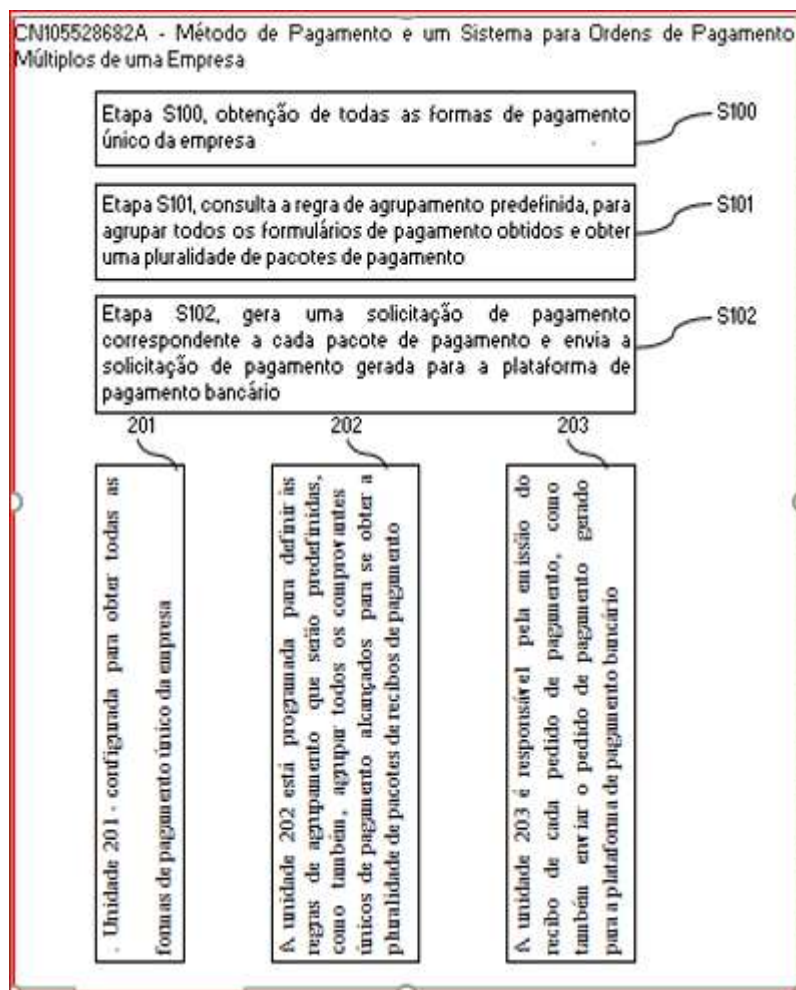 CN105528682A - Método de Pagamento e um Sistema para Ordens de Pagamento
Múltiplos de uma Empresa
Etapa S100, obtenção de todas as formas de pagamento
único da empresa
S100
Etapa S101, consulta a regra de agrupamento predefinida, para
agrupar todos os formulários de pagamento obtidos e obter
uma pluralidade de pacotes de pagamento
S101
Etapa S102, gera uma solicitação de pagamento
correspondente a cada pacote de pagamento e envia a
solicitação de pagamento gerada para a plataforma de
pagamento bancário
S102
201
202
203
. Unidade 201 - configurada para obter todas as
formas de pagamento único da empresa
A unidade 202 está programada para definir as
regras de agrupamento que serão predefinidas,
como também, agrupar todos os comprovantes
únicos de pagamento alcançados para se obter a
pluralidade de pacotes de recibos de pagamento
A unidade 203 é responsável pela emissão do
recibo de cada pedido de pagamento, como
também enviar o pedido de pagamento gerado
para a plataforma de pagamento bancário